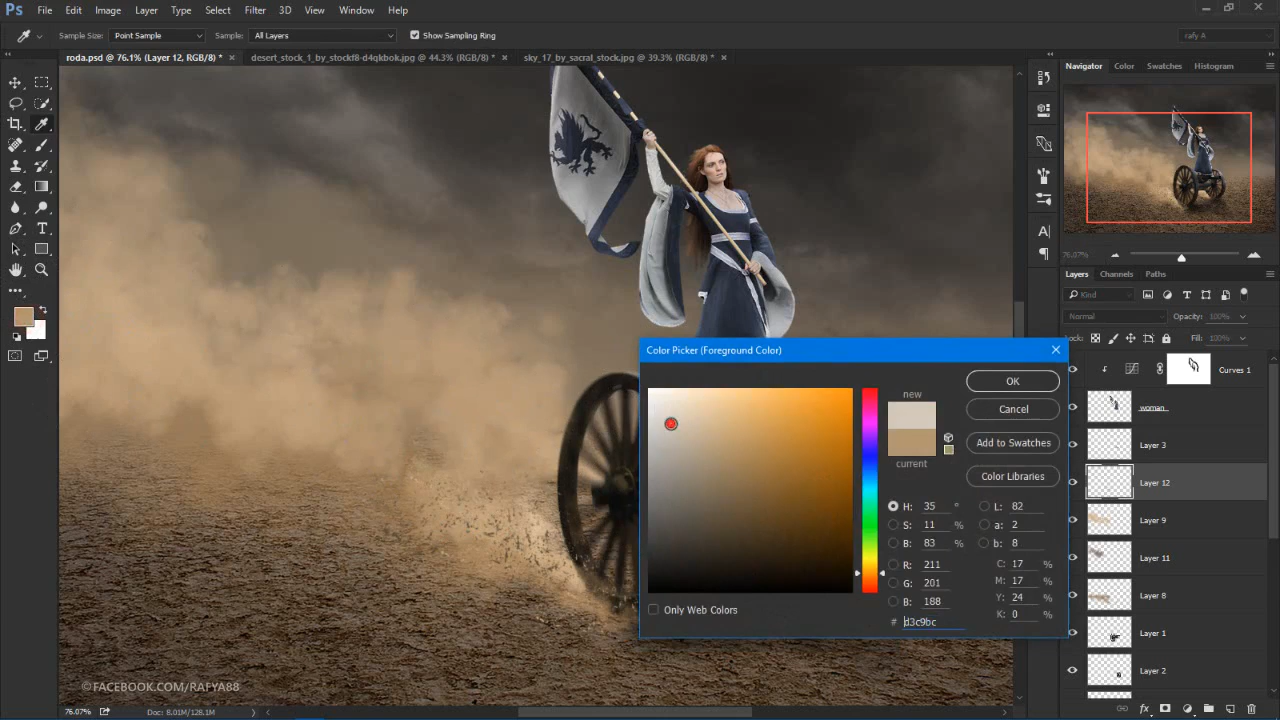 Ps File Edit Image Layer Type Select Filter 3D View Window Help
Sample Size: Point Sample Sample: All Layers Show Sampling Ring rafy A
roda.psd @ 76.1% (Layer 12, RGB/8) * × desert_stock_1_by_stockf8-d4qkbok.jpg @ 44.3% (RGB/8) * × sky_17_by_sacral_stock.jpg @ 39.3% (RGB/8) * ×
Navigator Color Swatches Histogram
76.07%
Layers Channels Paths
Kind
Normal Opacity: 100%
Lock: Fill: 100%
Curves 1
woman
Layer 3
Layer 12
Layer 9
Layer 11
Layer 8
Layer 1
Layer 2
Color Picker (Foreground Color)
new
current
OK
Cancel
Add to Swatches
Color Libraries
H: 35 ° L: 82
S: 11 % a: 2
B: 83 % b: 8
R: 211 C: 17 %
G: 201 M: 17 %
B: 188 Y: 24 %
K: 0 %
# d3c9bc
Only Web Colors
©FACEBOOK.COM/RAFYA88
76.07% Doc: 8.01M/128.1M